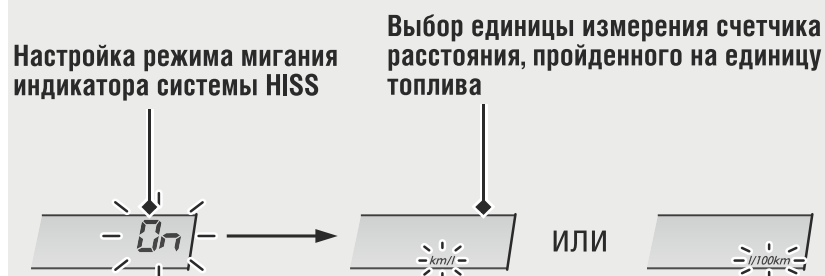 Настройка режима мигания
индикатора системы HISS
Выбор единицы измерения счетчика
расстояния, пройденного на единицу
топлива
On
km/l
ИЛИ
l/100km